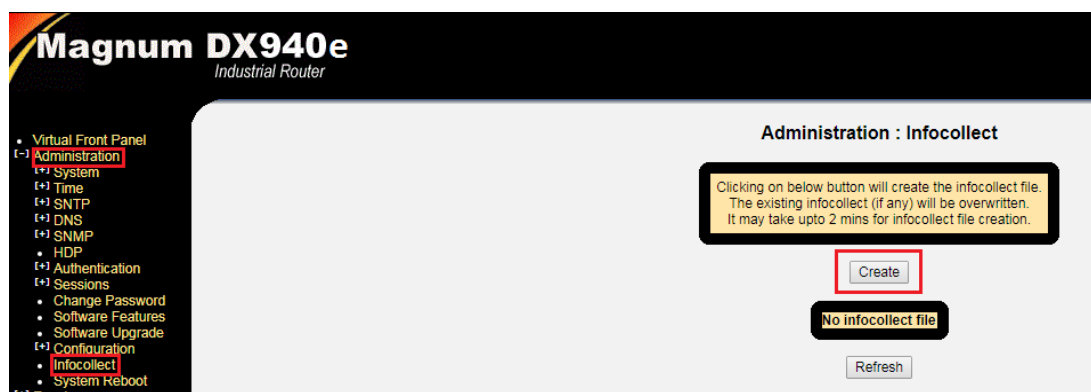 Magnum DX940e
Industrial Router
Virtual Front Panel
[-] Administration
[+] System
[+] Time
[+] SNTP
[+] DNS
[+] SNMP
HDP
[+] Authentication
[+] Sessions
Change Password
Software Features
Software Upgrade
[+] Configuration
Infocollect
System Reboot
Administration : Infocollect
Clicking on below button will create the infocollect file.
The existing infocollect (if any) will be overwritten.
It may take upto 2 mins for infocollect file creation.
Create
No infocollect file
Refresh